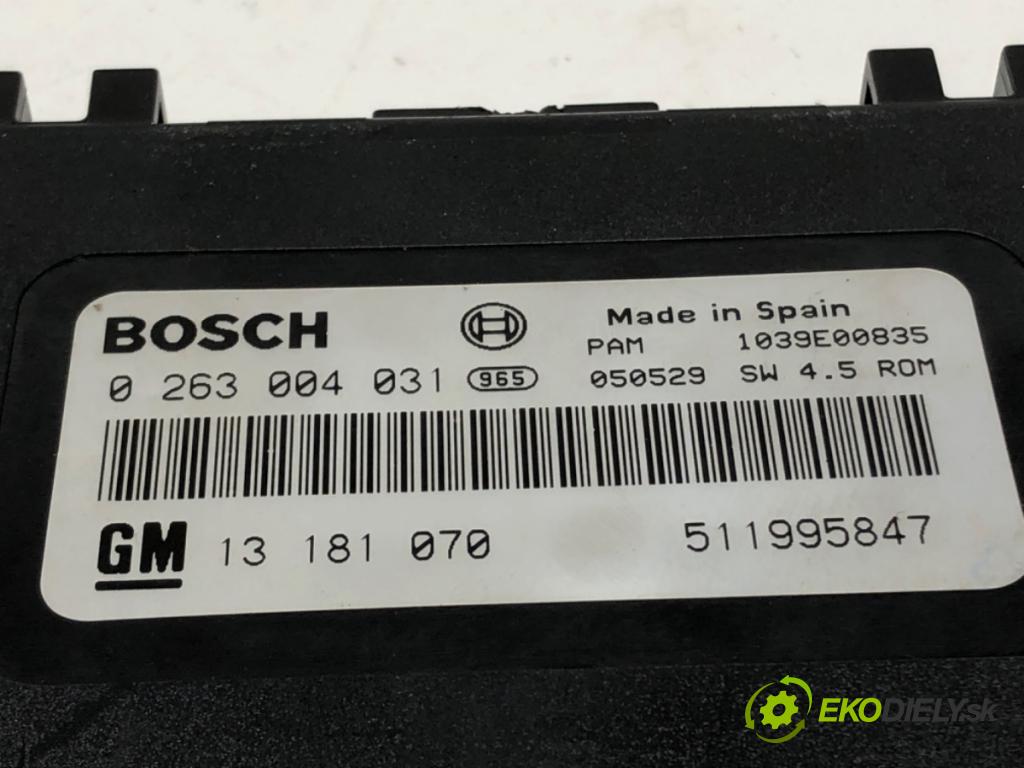 BOSCH
Made in Spain
PAM 1039E00835
0 263 004 031 965 050529 SW 4.5 ROM
GM 13 181 070 511995847
EKODIELY.sk